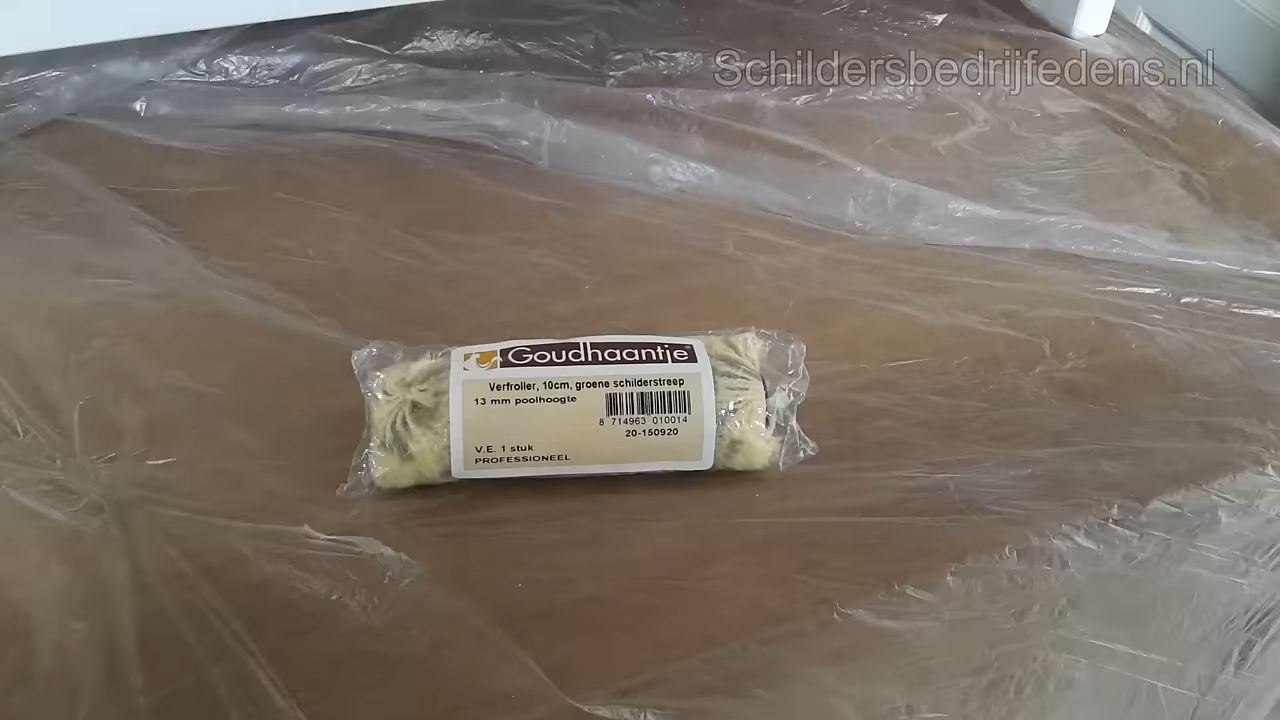 Schildersbedrijfedens.nl
Goudhaantje®
Verfroller, 10cm, groene schilderstreep
13 mm poolhoogte
8 714963 010014
20-150920
V.E. 1 stuk
PROFESSIONEEL